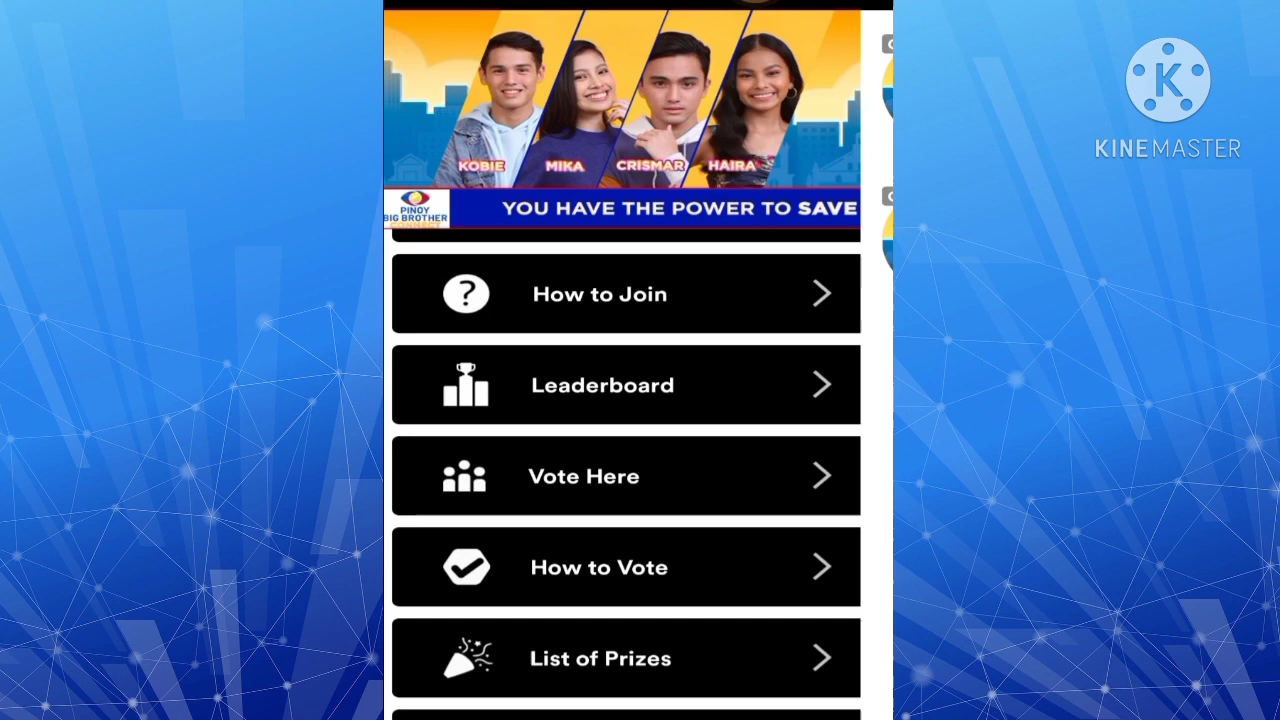 KOBIE
MIKA
CRISMAR
HAIRA
PINOY
BIG BROTHER
CONNECT
YOU HAVE THE POWER TO SAVE
How to Join
Leaderboard
Vote Here
How to Vote
List of Prizes
K
KINEMASTER